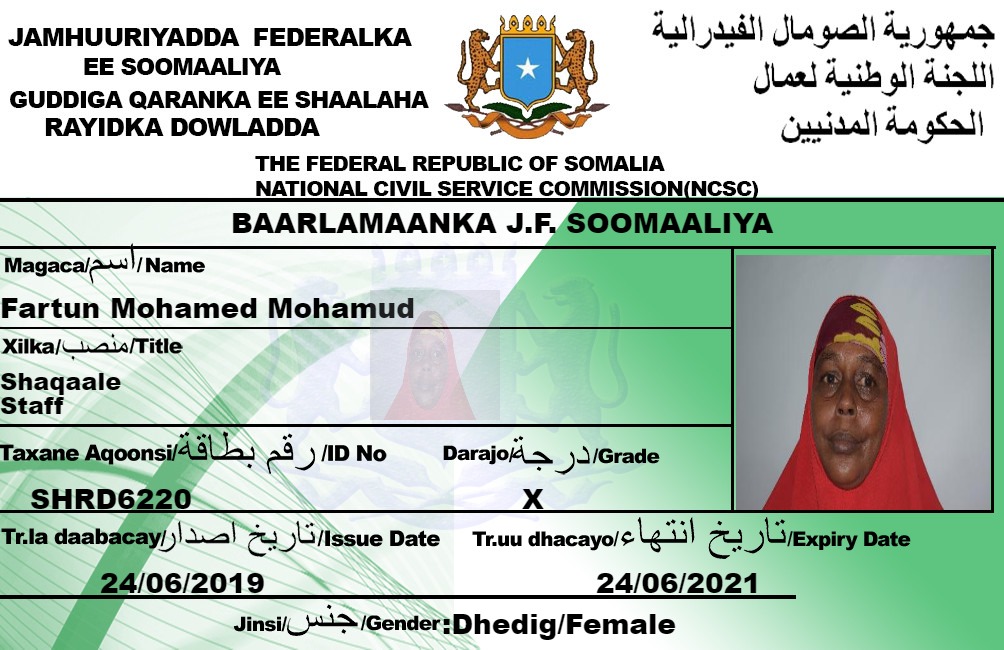 JAMHUURIYADDA FEDERALKA
EE SOOMAALIYA
GUDDIGA QARANKA EE SHAALAHA
RAYIDKA DOWLADDA
جمهورية الصومال الفيدرالية
اللجنة الوطنية لعمال
الحكومة المدنيين
THE FEDERAL REPUBLIC OF SOMALIA
NATIONAL CIVIL SERVICE COMMISSION(NCSC)
BAARLAMAANKA J.F. SOOMAALIYA
Magaca/اسم/Name
Fartun Mohamed Mohamud
Xilka/منصب/Title
Shaqaale
Staff
Taxane Aqoonsi/رقم بطاقة/ID No
Darajo/درجة/Grade
SHRD6220
X
Tr.la daabacay/تاريخ اصدار/Issue Date
Tr.uu dhacayo/تاريخ انتهاء/Expiry Date
24/06/2019
24/06/2021
Jinsi/جنس/Gender:Dhedig/Female